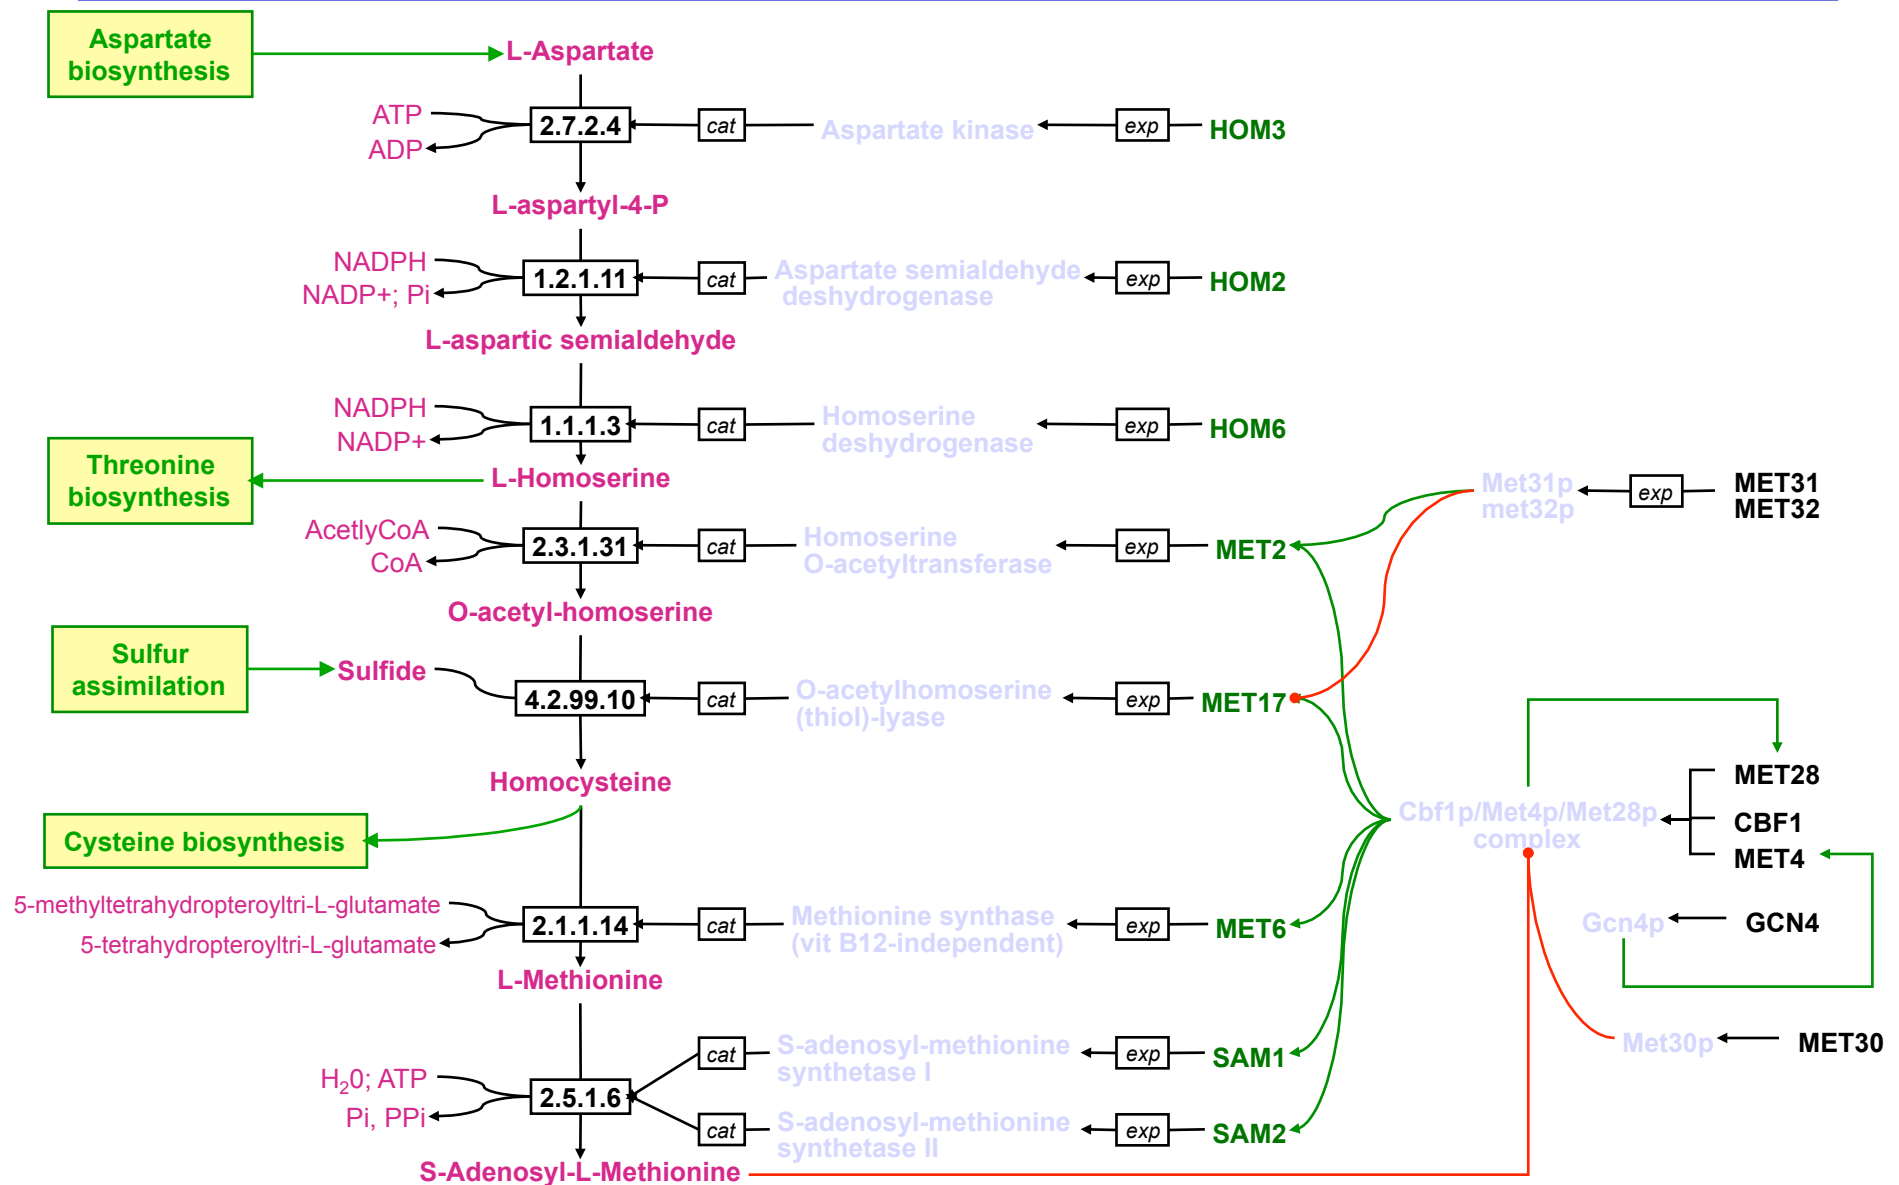 Aspartate
biosynthesis
L-Aspartate
ATP
ADP
2.7.2.4
cat
Aspartate kinase
exp
HOM3
L-aspartyl-4-P
NADPH
NADP+; Pi
1.2.1.11
cat
Aspartate semialdehyde
deshydrogenase
exp
HOM2
L-aspartic semialdehyde
NADPH
NADP+
1.1.1.3
cat
Homoserine
deshydrogenase
exp
HOM6
Threonine
biosynthesis
L-Homoserine
Met31p
met32p
exp
MET31
MET32
AcetlyCoA
CoA
2.3.1.31
cat
Homoserine
O-acetyltransferase
exp
MET2
O-acetyl-homoserine
Sulfur
assimilation
Sulfide
4.2.99.10
cat
O-acetylhomoserine
(thiol)-lyase
exp
MET17
Homocysteine
MET28
Cbf1p/Met4p/Met28p
complex
CBF1
MET4
Cysteine biosynthesis
5-methyltetrahydropteroyltri-L-glutamate
5-tetrahydropteroyltri-L-glutamate
2.1.1.14
cat
Methionine synthase
(vit B12-independent)
exp
MET6
Gcn4p
GCN4
L-Methionine
H20; ATP
Pi, PPi
2.5.1.6
cat
S-adenosyl-methionine
synthetase I
exp
SAM1
Met30p
MET30
cat
S-adenosyl-methionine
synthetase II
exp
SAM2
S-Adenosyl-L-Methionine